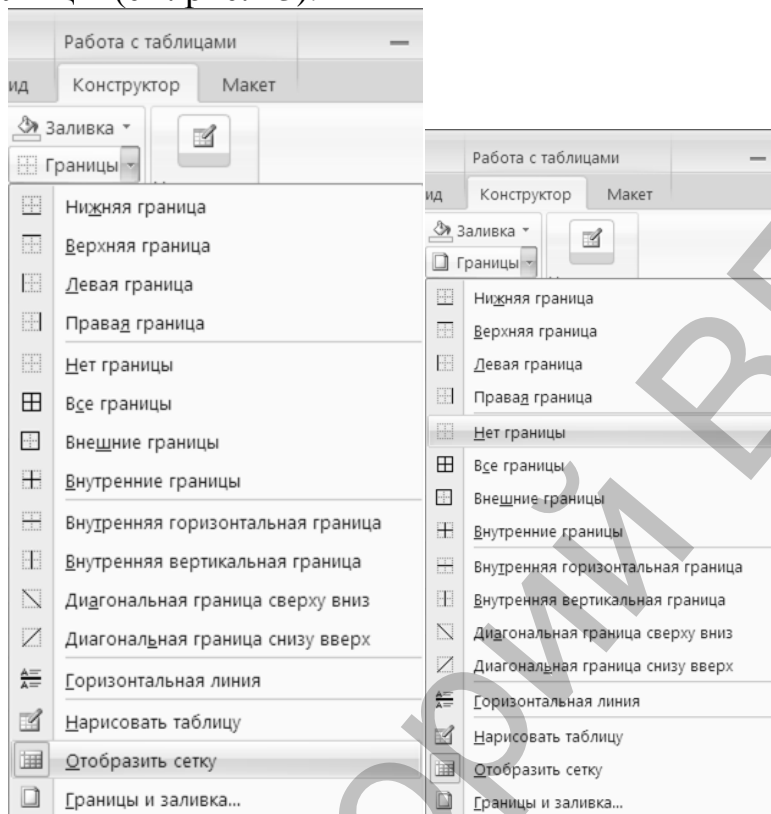 Работа с таблицами
ид Конструктор Макет
Заливка
Границы
Нижняя граница
Верхняя граница
Левая граница
Правая граница
Нет границы
Все границы
Внешние границы
Внутренние границы
Внутренняя горизонтальная граница
Внутренняя вертикальная граница
Диагональная граница сверху вниз
Диагональная граница снизу вверх
Горизонтальная линия
Нарисовать таблицу
Отобразить сетку
Границы и заливка...
Работа с таблицами
ид Конструктор Макет
Заливка
Границы
Нижняя граница
Верхняя граница
Левая граница
Правая граница
Нет границы
Все границы
Внешние границы
Внутренние границы
Внутренняя горизонтальная граница
Внутренняя вертикальная граница
Диагональная граница сверху вниз
Диагональная граница снизу вверх
Горизонтальная линия
Нарисовать таблицу
Отобразить сетку
Границы и заливка...